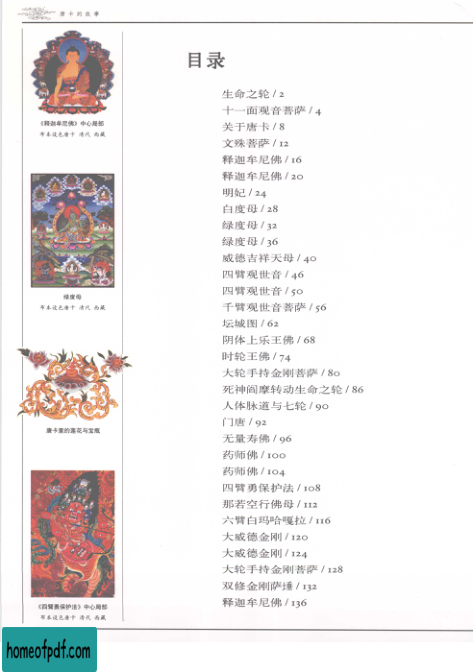 唐卡的故事
《释迦牟尼佛》中心局部
布本设色唐卡 清代 西藏
绿度母
布本设色唐卡 清代 西藏
唐卡里的莲花与宝瓶
《四臂勇保护法》中心局部
布本设色唐卡 清代 西藏
目录
生命之轮 / 2
十一面观音菩萨 / 4
关于唐卡 / 8
文殊菩萨 / 12
释迦牟尼佛 / 16
释迦牟尼佛 / 20
明妃 / 24
白度母 / 28
绿度母 / 32
绿度母 / 36
威德吉祥天母 / 40
四臂观世音 / 46
四臂观世音 / 50
千臂观世音菩萨 / 56
坛城图 / 62
阴体上乐王佛 / 68
时轮王佛 / 74
大轮手持金刚菩萨 / 80
死神阎摩转动生命之轮 / 86
人体脉道与七轮 / 90
门唐 / 92
无量寿佛 / 96
药师佛 / 100
药师佛 / 104
四臂勇保护法 / 108
那若空行佛母 / 112
六臂白玛哈嘎拉 / 116
大威德金刚 / 120
大威德金刚 / 124
大轮手持金刚菩萨 / 128
双修金刚萨埵 / 132
释迦牟尼佛 / 136
homeofpdf.com